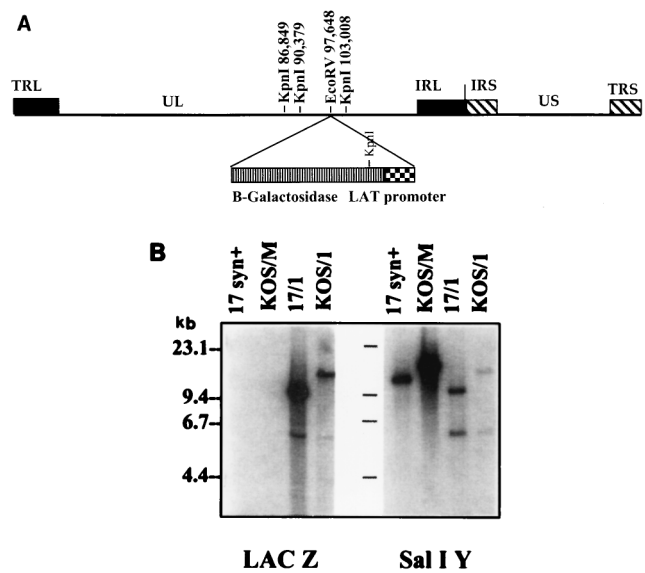 A
KpnI 86,849
KpnI 90,379
EcoRV 97,648
KpnI 103,008
TRL
UL
IRL
IRS
US
TRS
KpnI
B-Galactosidase LAT promoter
B
17 syn+
KOS/M
17/1
KOS/1
17 syn+
KOS/M
17/1
KOS/1
kb
23.1-
9.4-
6.7-
4.4-
LAC Z
Sal I Y